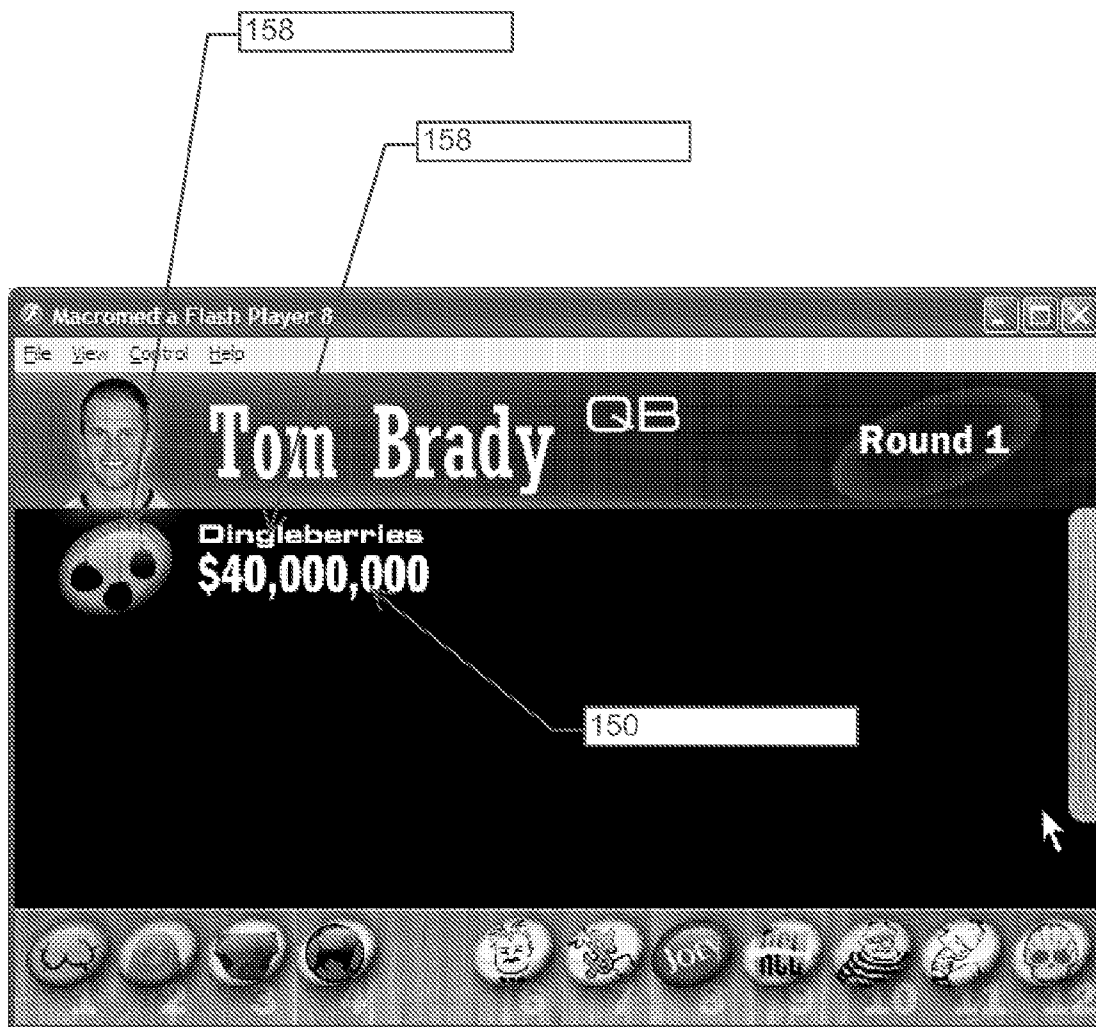 158
158
Macromed a Flash Player 8
File View Control Help
Tom Brady QB
Round 1
Dingleberries
$40,000,000
150